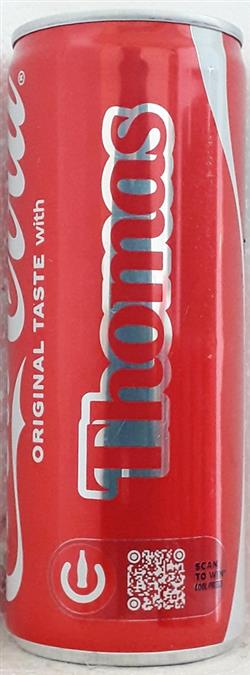 ORIGINAL TASTE with
Thomas
SCAN
TO WIN*